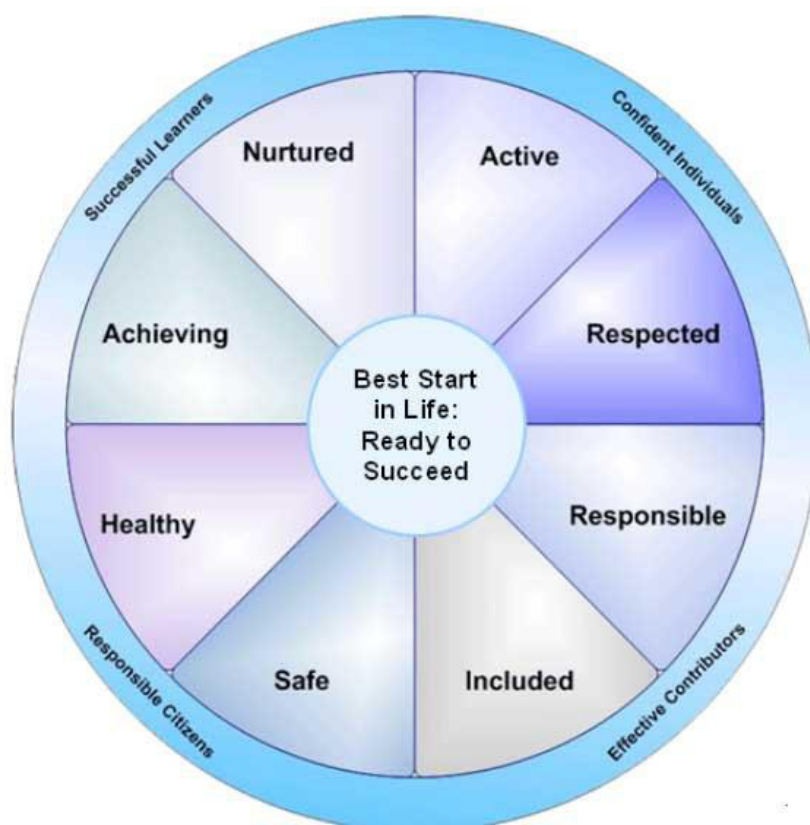 Successful Learners
Confident Individuals
Nurtured
Active
Achieving
Respected
Best Start
in Life:
Ready to
Succeed
Healthy
Responsible
Safe
Included
Responsible Citizens
Effective Contributors